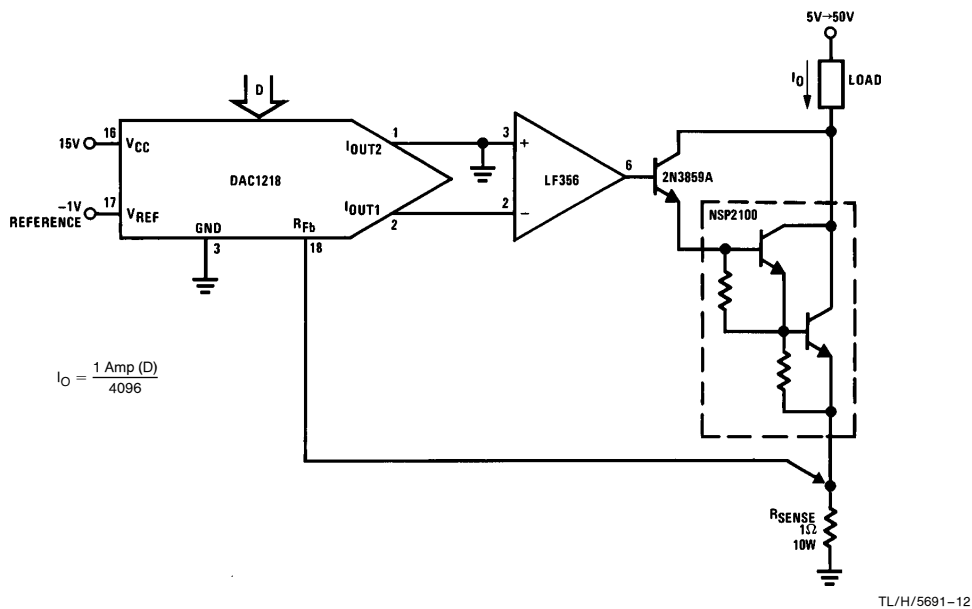 5V→50V
IO
LOAD
D
16
1
3
15V
VCC
IOUT2
+
6
DAC1218
LF356
2N3859A
−1V
REFERENCE
17
VREF
IOUT1
2
2
−
GND
RFb
NSP2100
3
18
IO = 1 Amp (D)
4096
RSENSE
1Ω
10W
TL/H/5691–12